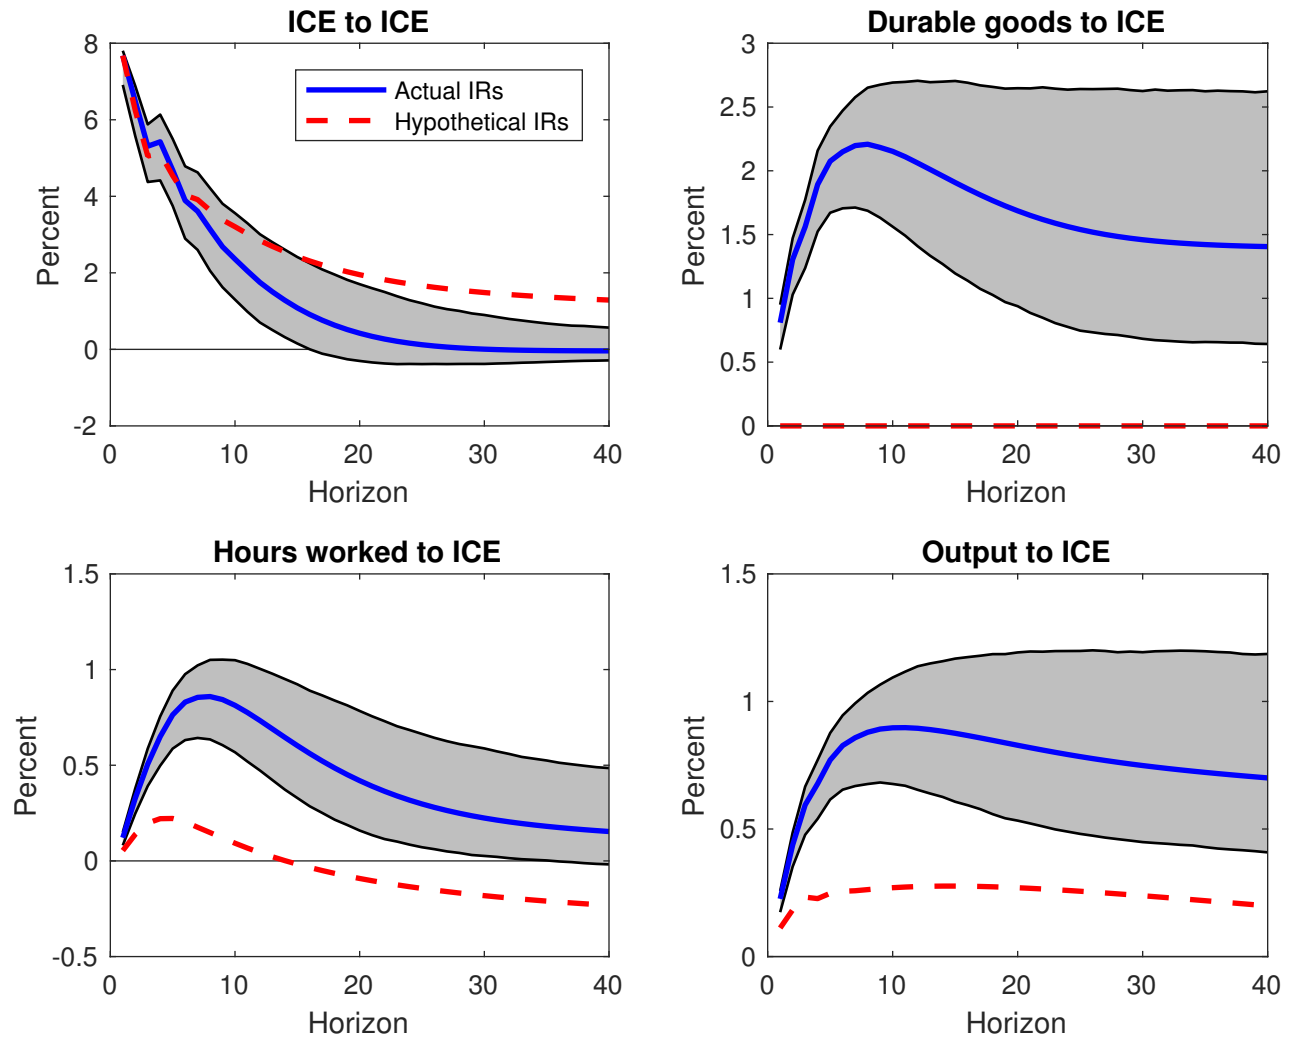 ICE to ICE
8
6
4
2
0
-2
Percent
Actual IRs
Hypothetical IRs
0 10 20 30 40
Horizon
Durable goods to ICE
3
2.5
2
1.5
1
0.5
0
Percent
0 10 20 30 40
Horizon
Hours worked to ICE
1.5
1
0.5
0
-0.5
Percent
0 10 20 30 40
Horizon
Output to ICE
1.5
1
0.5
0
Percent
0 10 20 30 40
Horizon